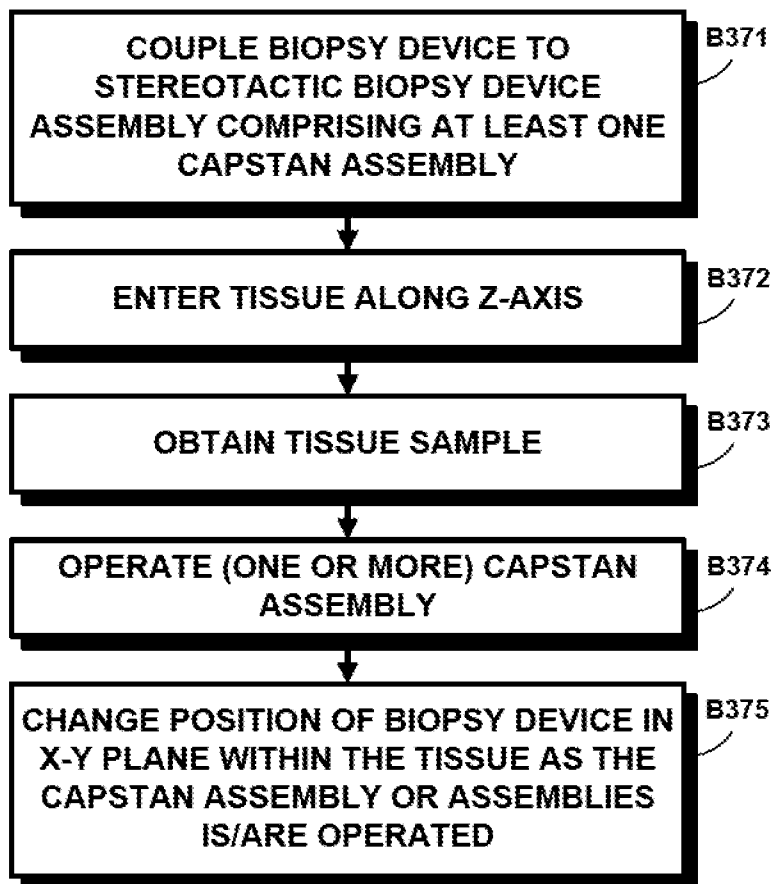 COUPLE BIOPSY DEVICE TO
STEREOTACTIC BIOPSY DEVICE
ASSEMBLY COMPRISING AT LEAST ONE
CAPSTAN ASSEMBLY
B371
ENTER TISSUE ALONG Z-AXIS
B372
OBTAIN TISSUE SAMPLE
B373
OPERATE (ONE OR MORE) CAPSTAN
ASSEMBLY
B374
CHANGE POSITION OF BIOPSY DEVICE IN
X-Y PLANE WITHIN THE TISSUE AS THE
CAPSTAN ASSEMBLY OR ASSEMBLIES
IS/ARE OPERATED
B375